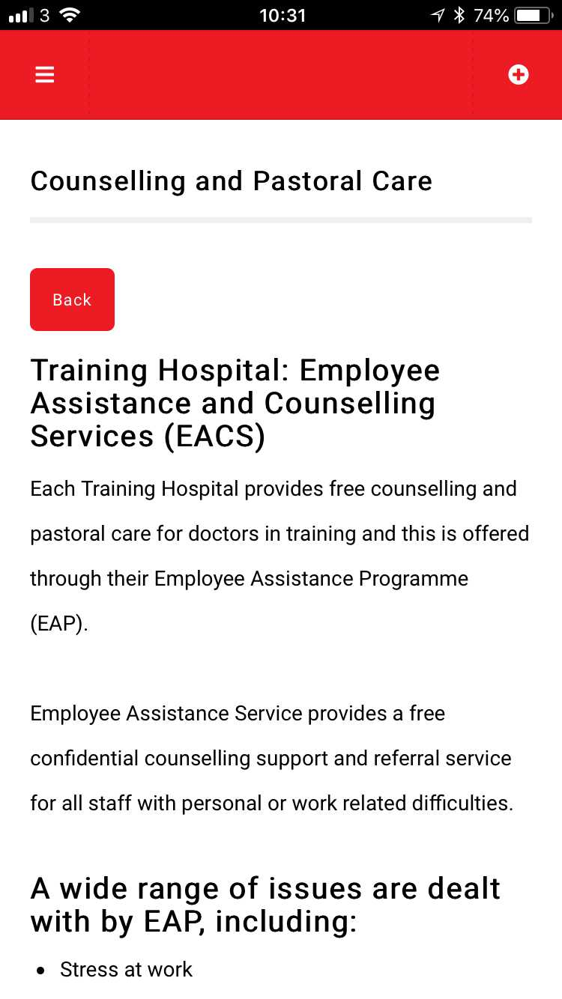 3 10:31 74%
Counselling and Pastoral Care
Back
Training Hospital: Employee
Assistance and Counselling
Services (EACS)
Each Training Hospital provides free counselling and
pastoral care for doctors in training and this is offered
through their Employee Assistance Programme
(EAP).
Employee Assistance Service provides a free
confidential counselling support and referral service
for all staff with personal or work related difficulties.
A wide range of issues are dealt
with by EAP, including:
• Stress at work